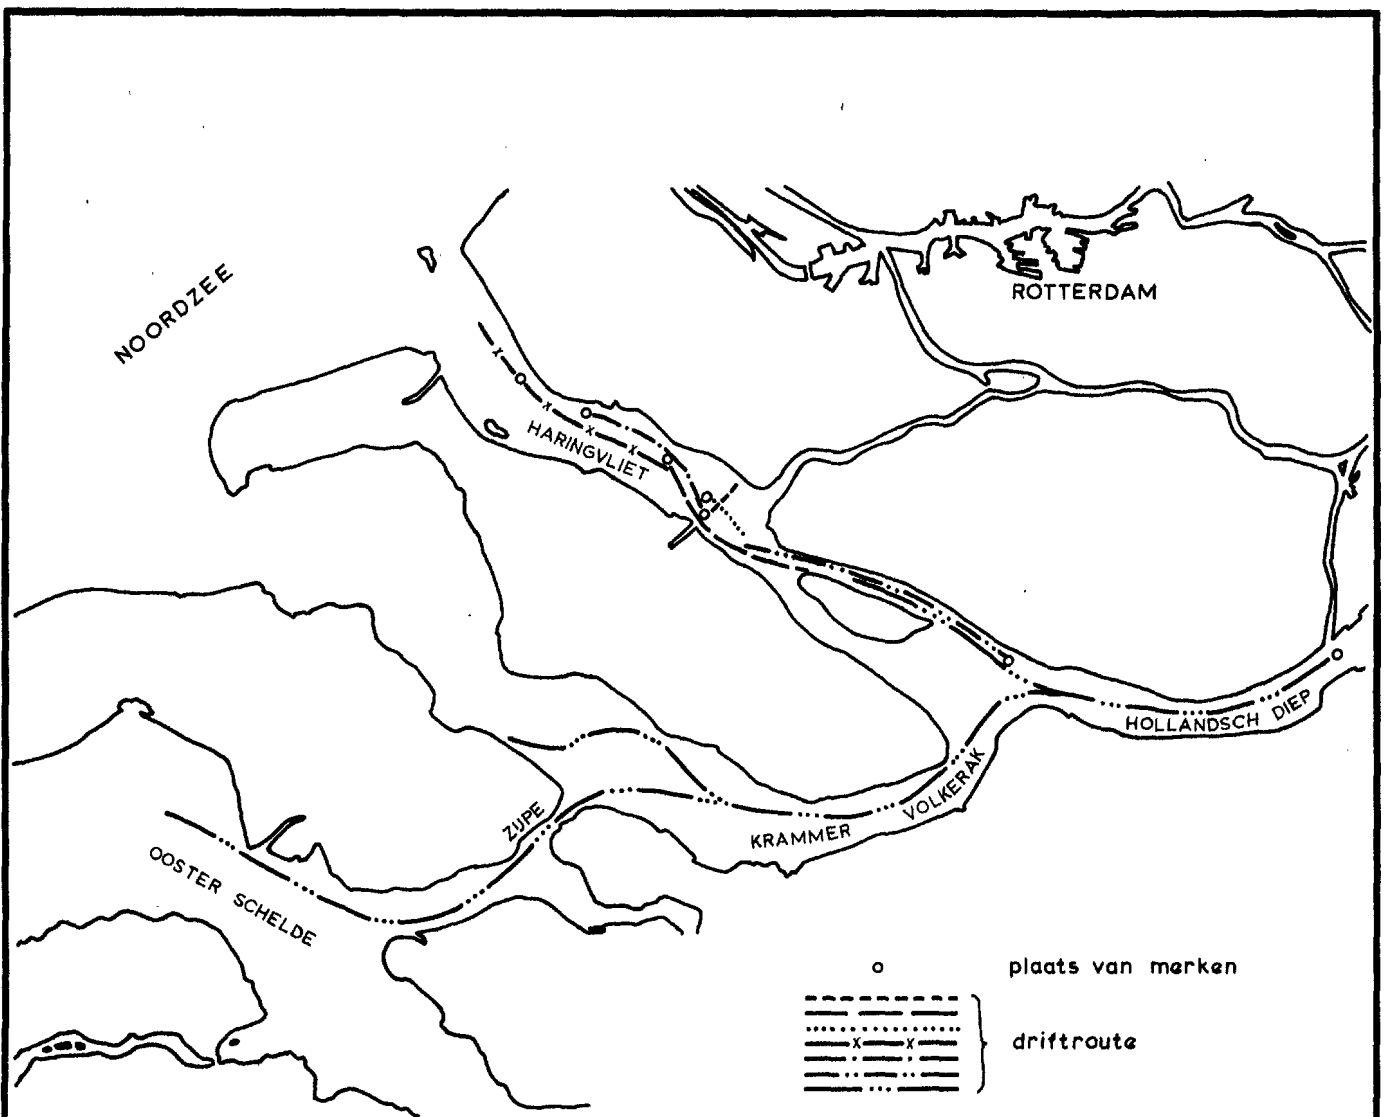 NOORDZEE
ROTTERDAM
HARINGVLIET
HOLLANDSCH DIEP
VOLKERAK
KRAMMER
ZIJPE
OOSTER SCHELDE
plaats van merken
driftroute